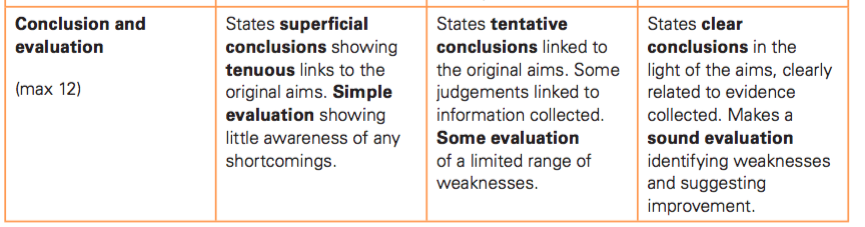 Conclusion and
evaluation
(max 12)
States superficial
conclusions showing
tenuous links to the
original aims. Simple
evaluation showing
little awareness of any
shortcomings.
States tentative
conclusions linked to
the original aims. Some
judgements linked to
information collected.
Some evaluation
of a limited range of
weaknesses.
States clear
conclusions in the
light of the aims, clearly
related to evidence
collected. Makes a
sound evaluation
identifying weaknesses
and suggesting
improvement.